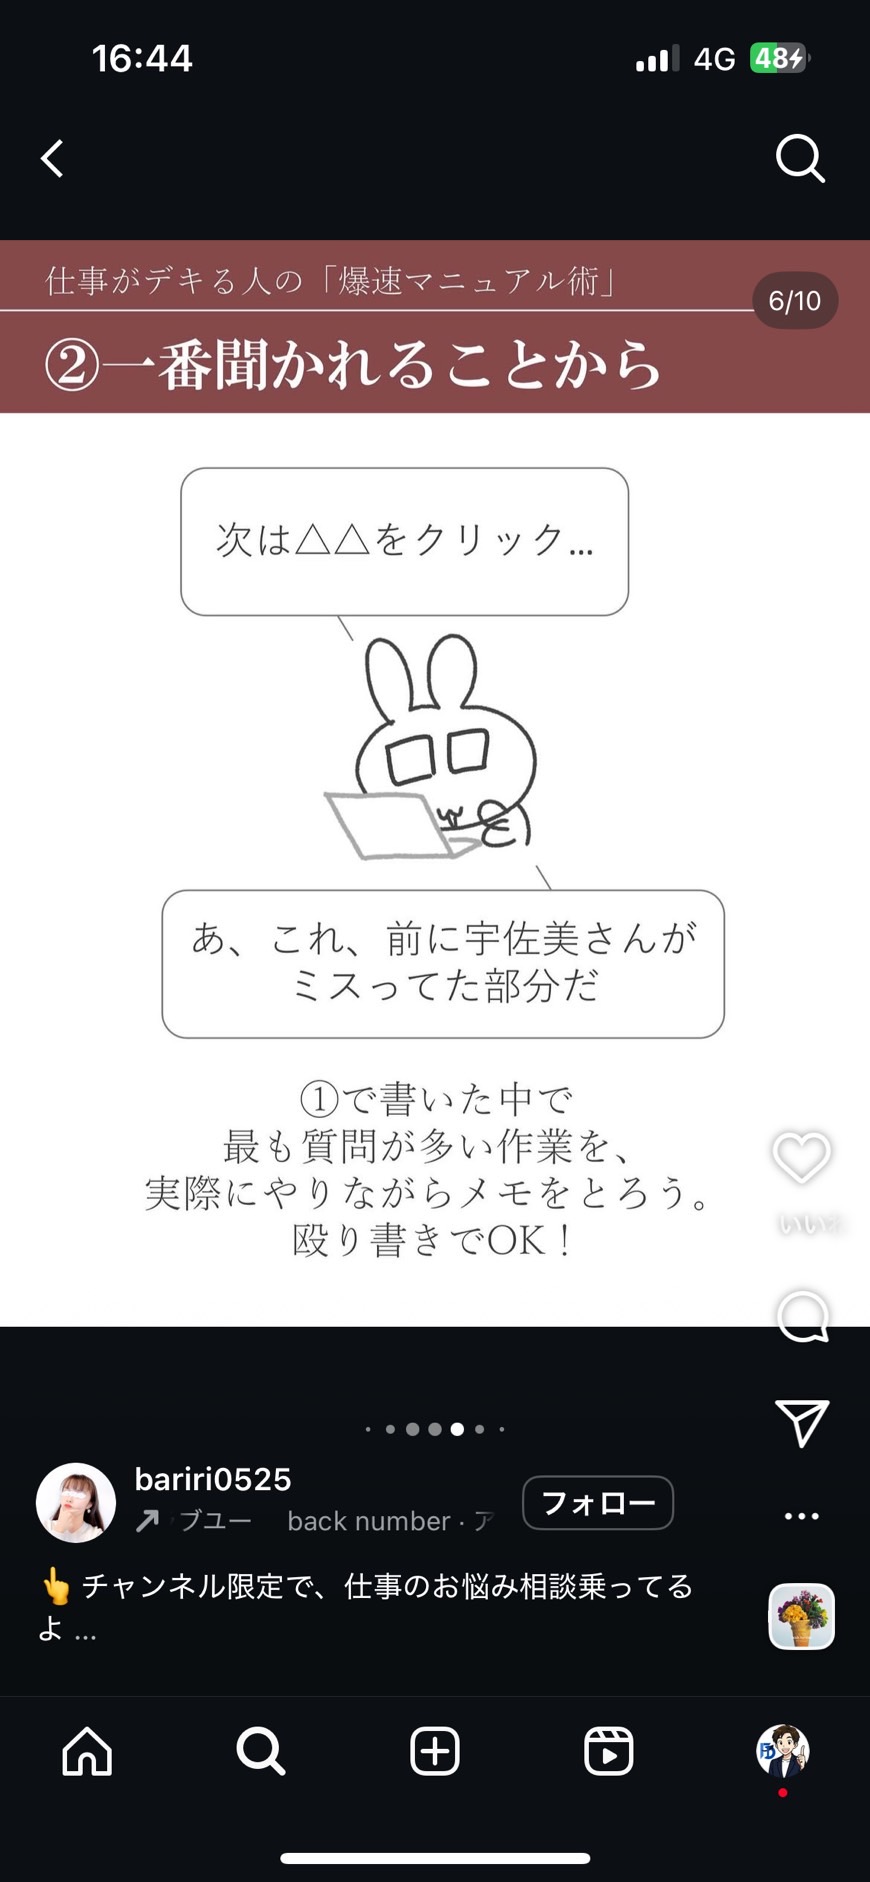 16:44
4G
48
仕事がデキる人の「爆速マニュアル術」
6/10
②一番聞かれることから
次は△△をクリック...
あ、これ、前に宇佐美さんが
ミスってた部分だ
①で書いた中で
最も質問が多い作業を、
実際にやりながらメモをとろう。
殴り書きでOK！
いいね
bariri0525
ブユー back number · ア
フォロー
👆 チャンネル限定で、仕事のお悩み相談乗ってる
よ ...